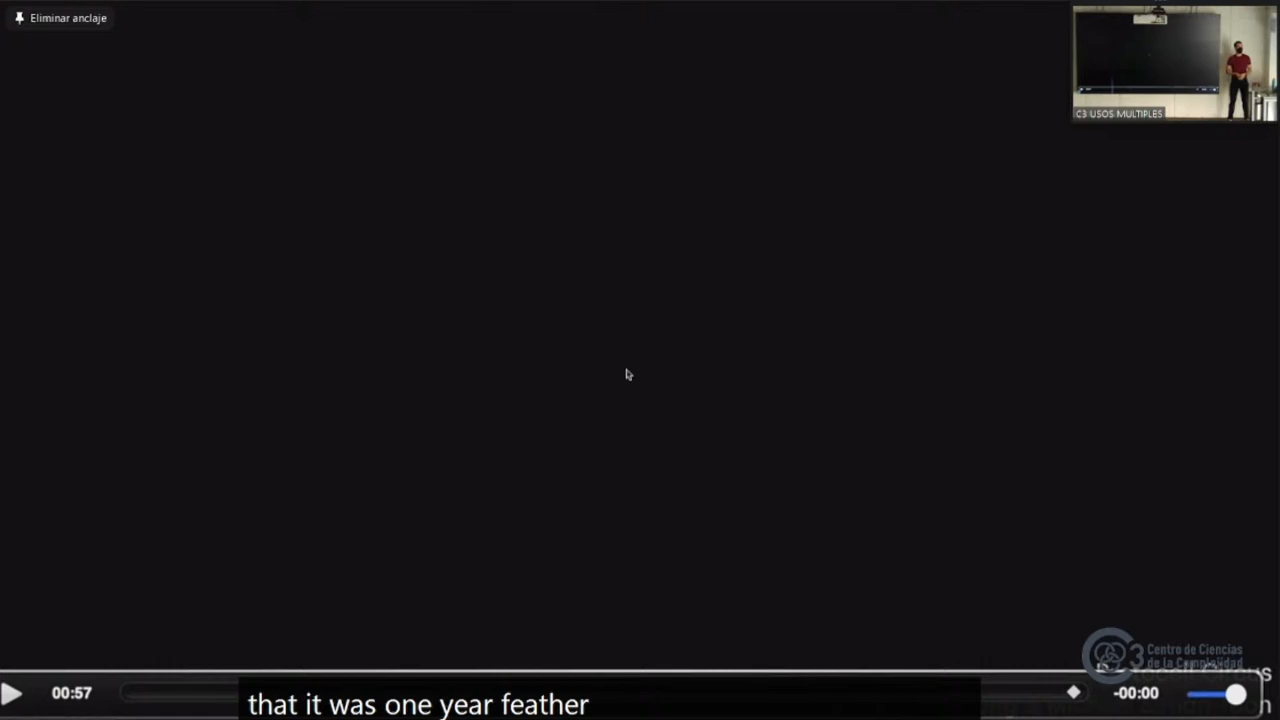 Eliminar anclaje
C3 USOS MULTIPLES
3 Centro de Ciencias
de la Complejidad
00:57
-00:00
that it was one year feather